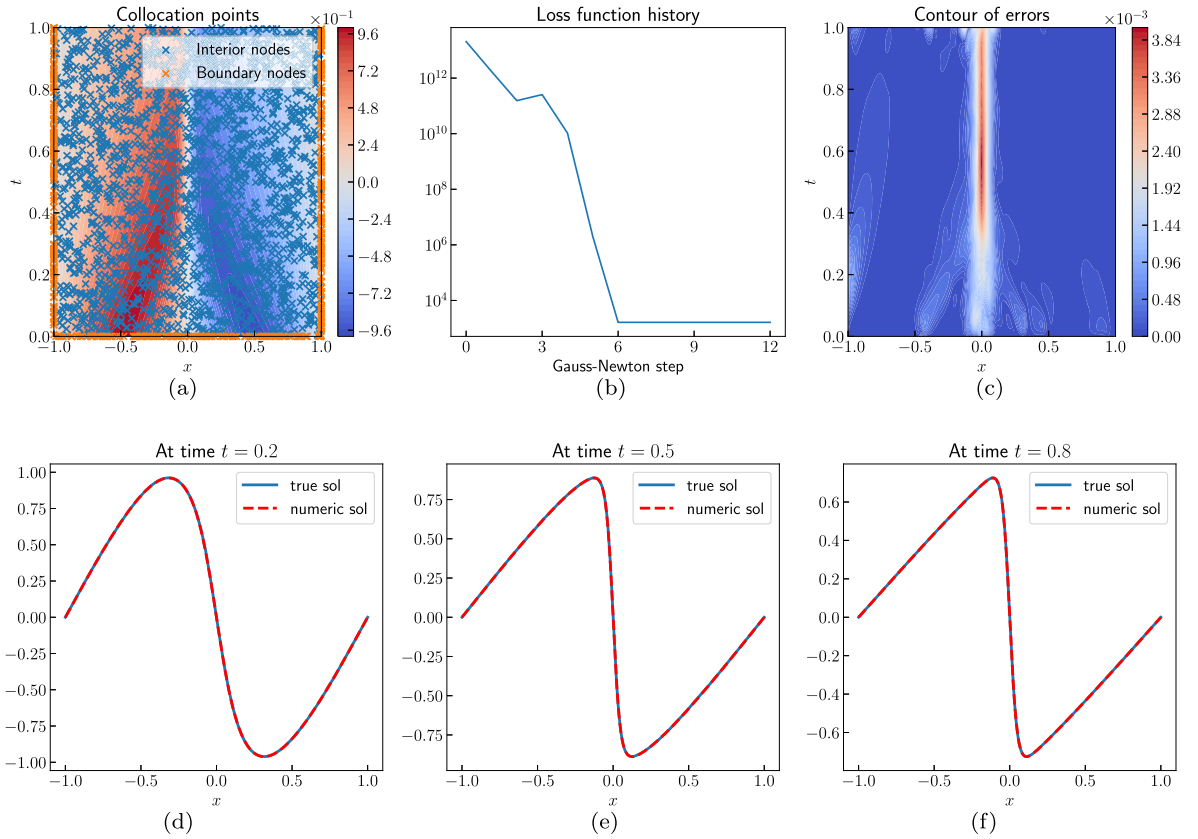 Collocation points
×10⁻¹
Interior nodes
Boundary nodes
1.0
0.8
0.6
0.4
0.2
0.0
t
−1.0 −0.5 0.0 0.5 1.0
x
9.6
7.2
4.8
2.4
0.0
−2.4
−4.8
−7.2
−9.6
(a)
Loss function history
10¹²
10¹⁰
10⁸
10⁶
10⁴
0 3 6 9 12
Gauss-Newton step
(b)
Contour of errors
×10⁻³
1.0
0.8
0.6
0.4
0.2
0.0
t
−1.0 −0.5 0.0 0.5 1.0
x
3.84
3.36
2.88
2.40
1.92
1.44
0.96
0.48
0.00
(c)
At time t = 0.2
true sol
numeric sol
1.00
0.75
0.50
0.25
0.00
−0.25
−0.50
−0.75
−1.00
−1.0 −0.5 0.0 0.5 1.0
x
(d)
At time t = 0.5
true sol
numeric sol
0.75
0.50
0.25
0.00
−0.25
−0.50
−0.75
−1.0 −0.5 0.0 0.5 1.0
x
(e)
At time t = 0.8
true sol
numeric sol
0.6
0.4
0.2
0.0
−0.2
−0.4
−0.6
−1.0 −0.5 0.0 0.5 1.0
x
(f)